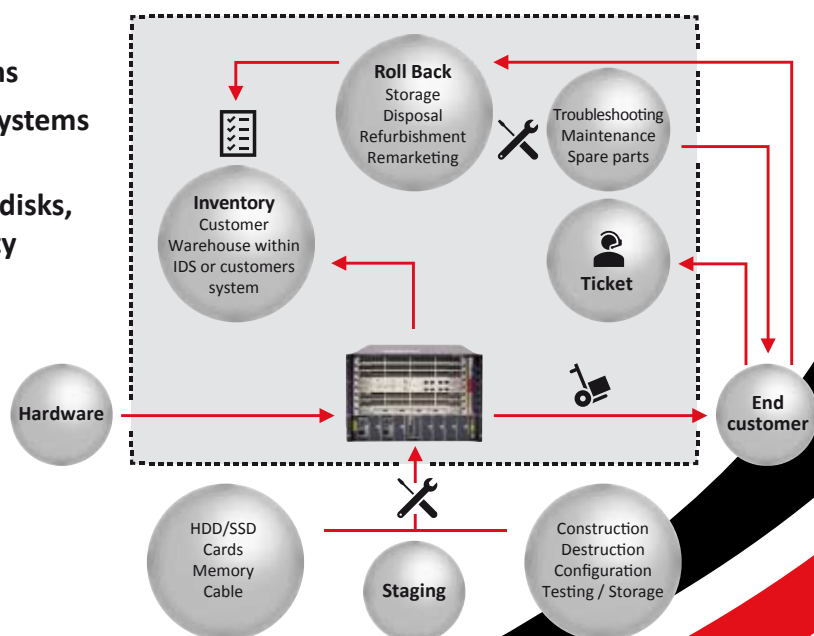 ns
ystems
disks,
ty
Roll Back
Storage
Disposal
Refurbishment
Remarketing
Troubleshooting
Maintenance
Spare parts
Inventory
Customer
Warehouse within
IDS or customers
system
Ticket
Hardware
End
customer
HDD/SSD
Cards
Memory
Cable
Staging
Construction
Destruction
Configuration
Testing / Storage